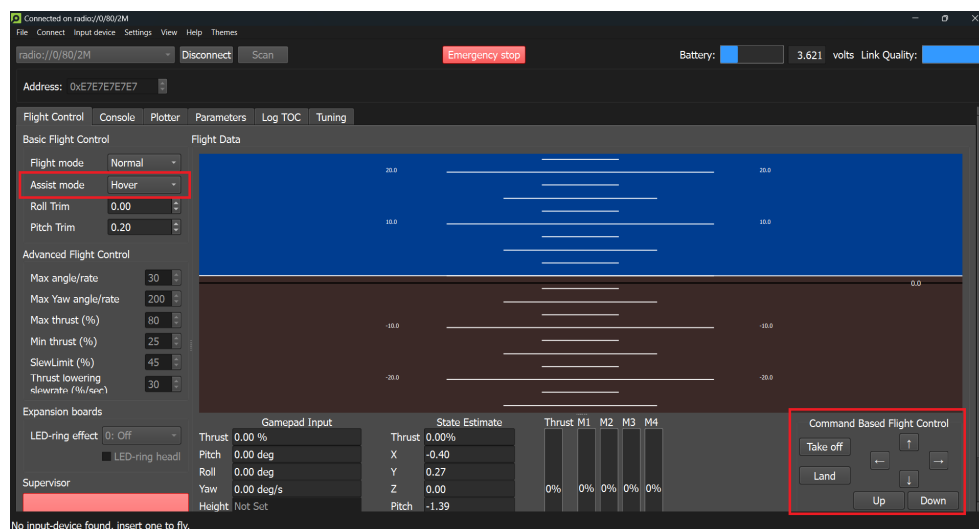 Connected on radio://0/80/2M
File Connect Input device Settings View Help Themes
radio://0/80/2M Disconnect Scan Emergency stop Battery: 3.621 volts Link Quality:
Address: 0xE7E7E7E7E7
Flight Control Console Plotter Parameters Log TOC Tuning
Basic Flight Control Flight Data
Flight mode Normal
Assist mode Hover
Roll Trim 0.00
Pitch Trim 0.20
Advanced Flight Control
Max angle/rate 30
Max Yaw angle/rate 200
Max thrust (%) 80
Min thrust (%) 25
SlewLimit (%) 45
Thrust lowering
slewrate (%/sec) 30
Expansion boards
LED-ring effect 0: Off
LED-ring headl
Supervisor
20.0 20.0
10.0 10.0
0.0
-10.0 -10.0
-20.0 -20.0
Gamepad Input
Thrust 0.00 %
Pitch 0.00 deg
Roll 0.00 deg
Yaw 0.00 deg/s
Height Not Set
State Estimate
Thrust 0.00%
X -0.40
Y 0.27
Z 0.00
Pitch -1.39
Thrust M1 M2 M3 M4
0% 0% 0% 0% 0%
Command Based Flight Control
Take off ↑
← →
Land ↓
Up Down
No input-device found, insert one to fly.